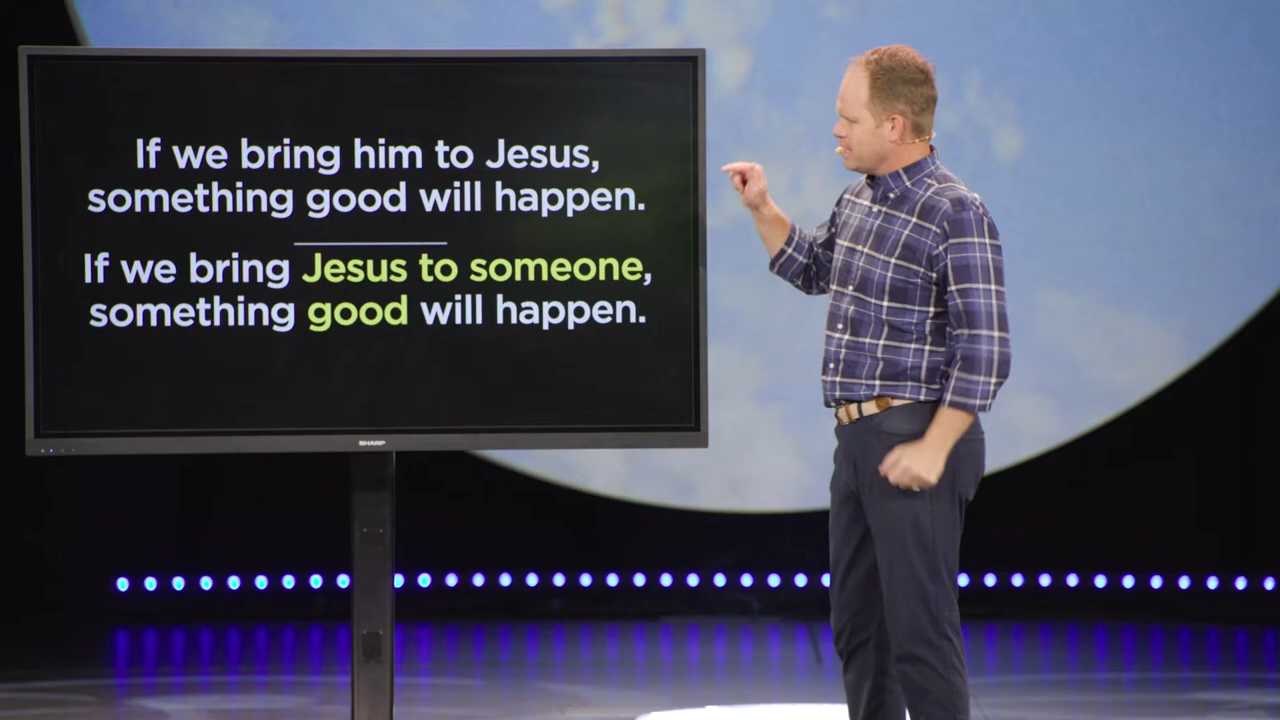 If we bring him to Jesus,
something good will happen.
If we bring Jesus to someone,
something good will happen.
SHARP